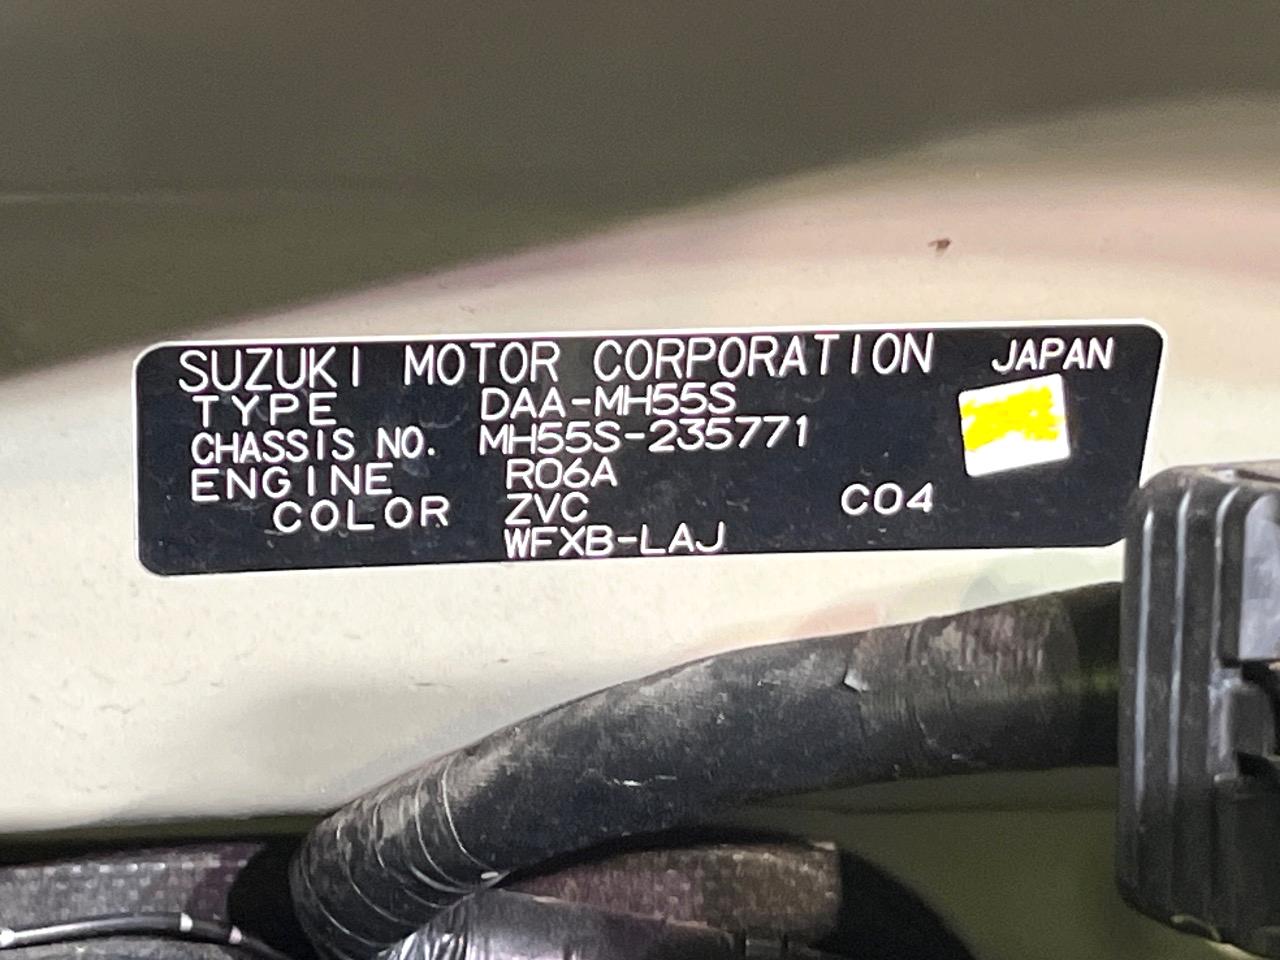 SUZUKI MOTOR CORPORATION JAPAN
TYPE DAA-MH55S
CHASSIS NO. MH55S-235771
ENGINE R06A
COLOR ZVC C04
WFXB-LAJ